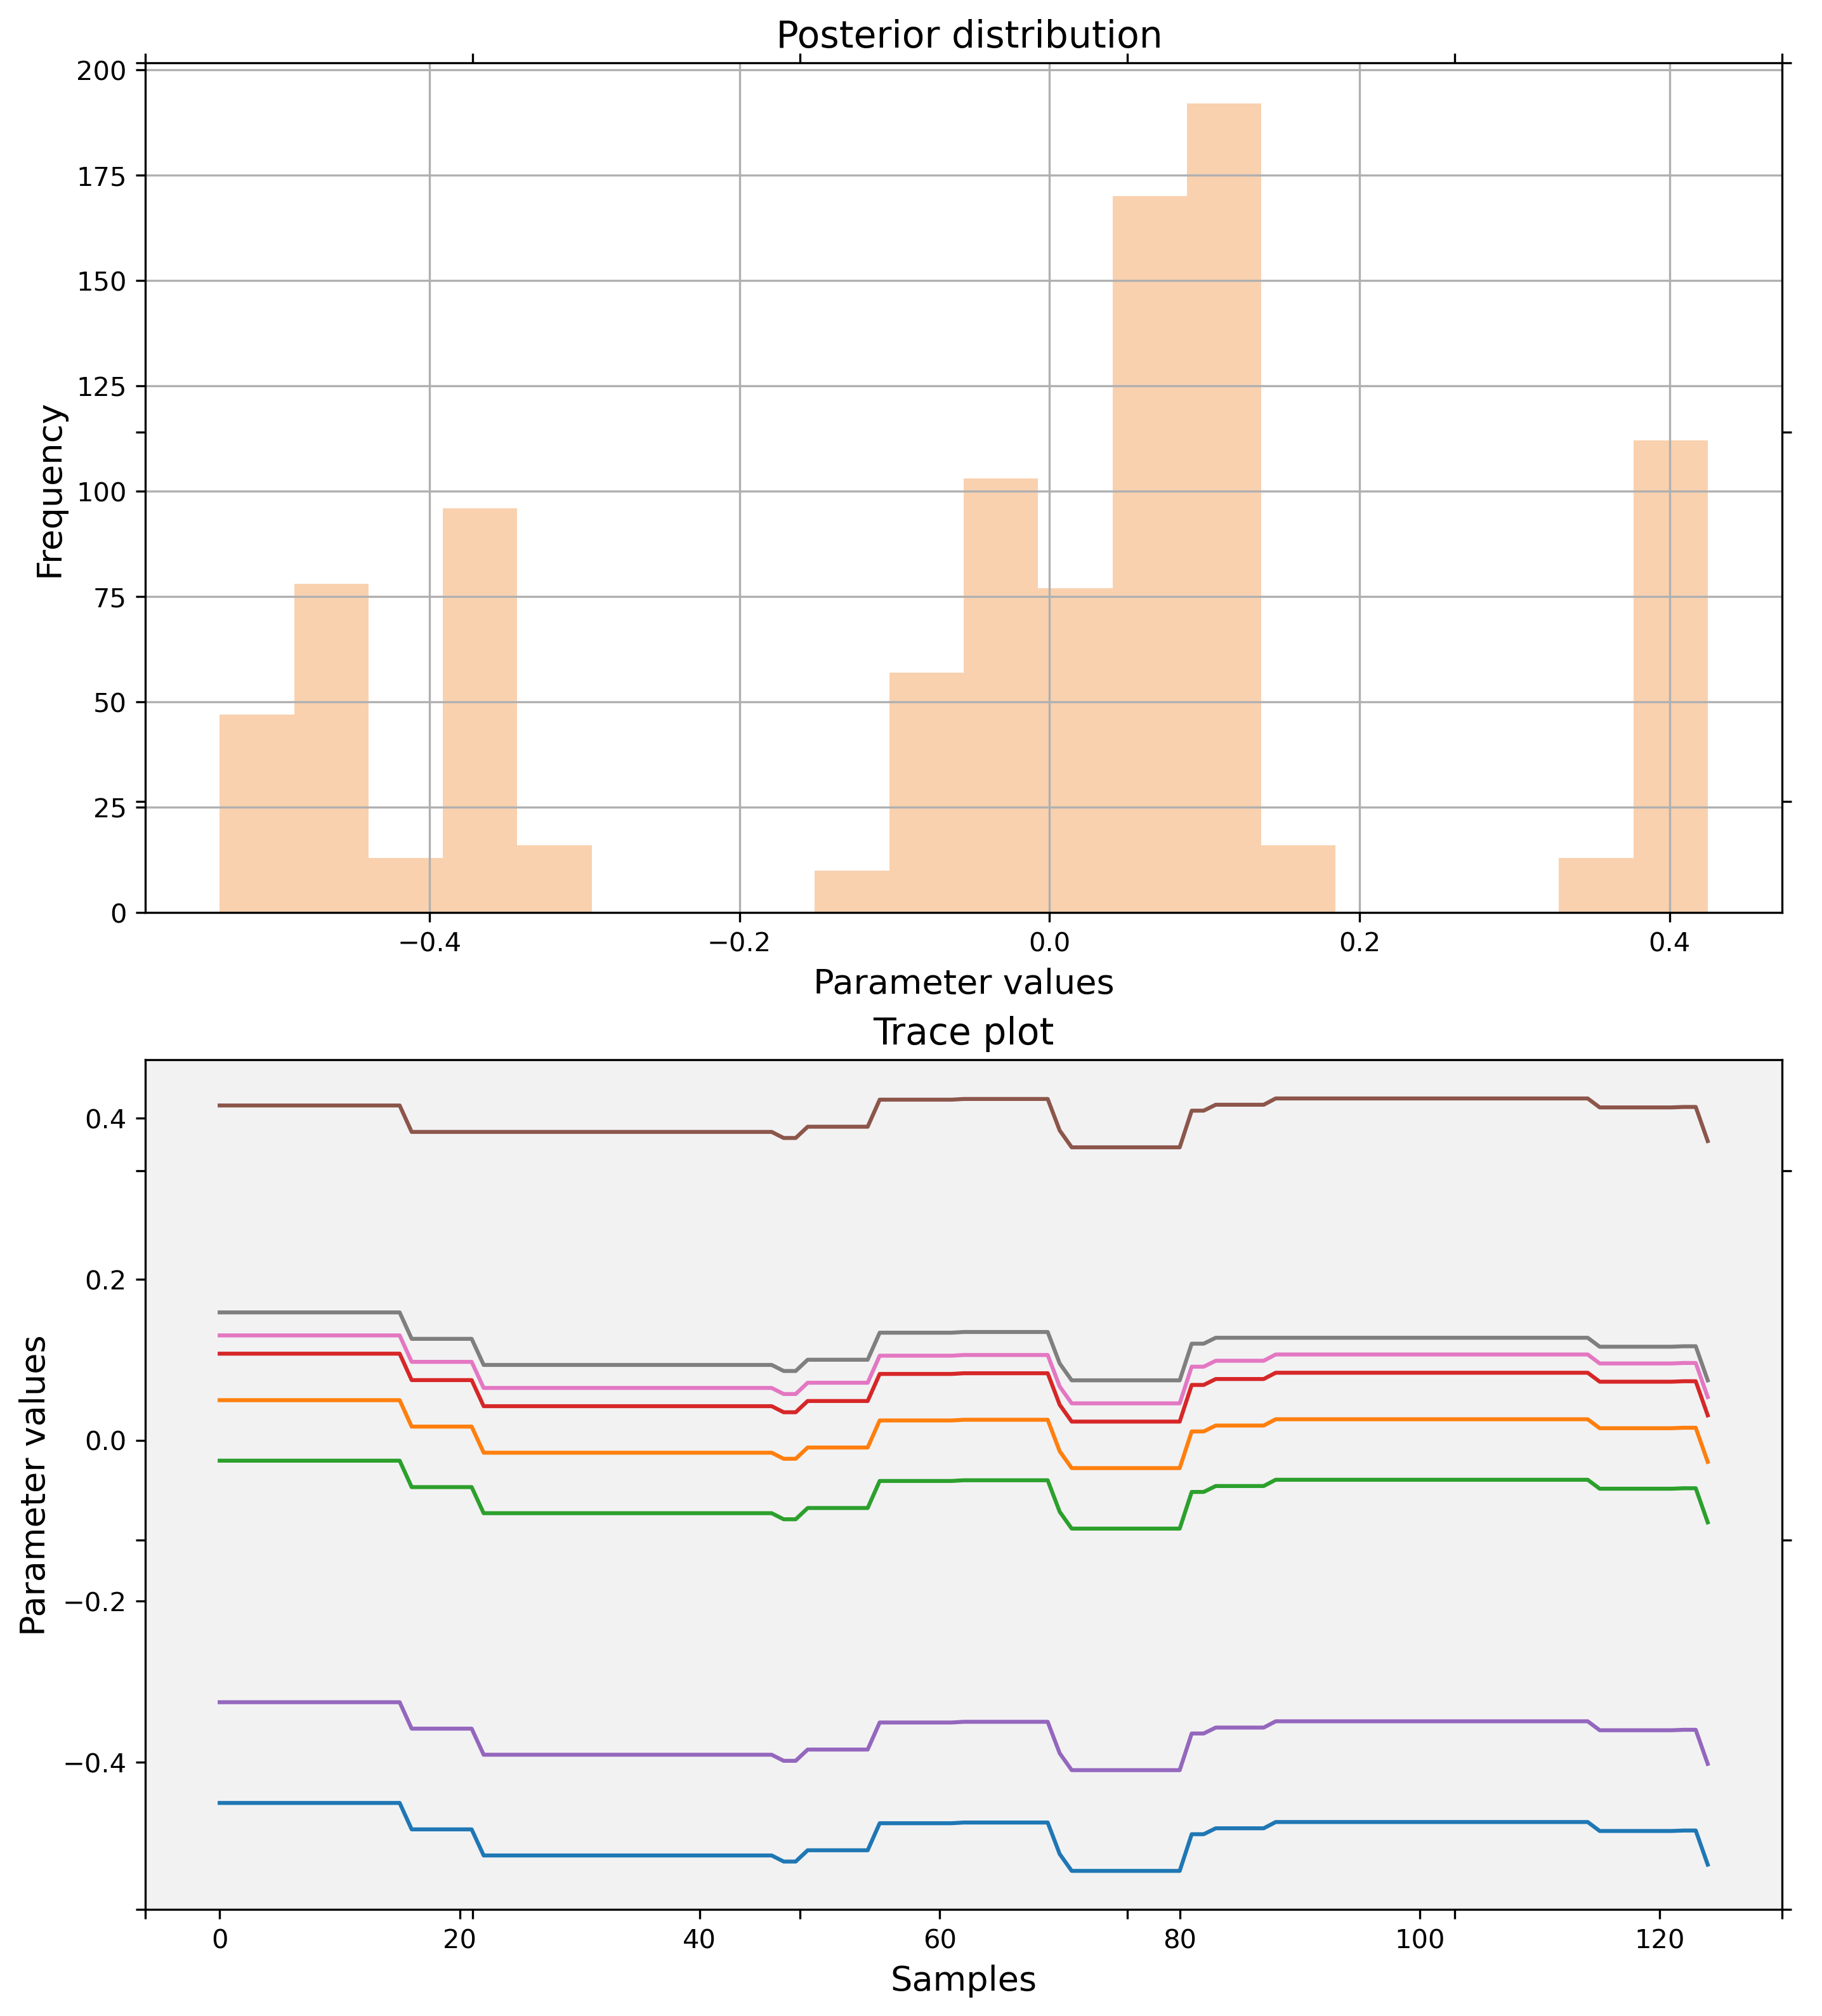 Posterior distribution
200
175
150
125
100
75
50
25
0
Frequency
−0.4 −0.2 0.0 0.2 0.4
Parameter values
Trace plot
0.4
0.2
0.0
−0.2
−0.4
Parameter values
0 20 40 60 80 100 120
Samples